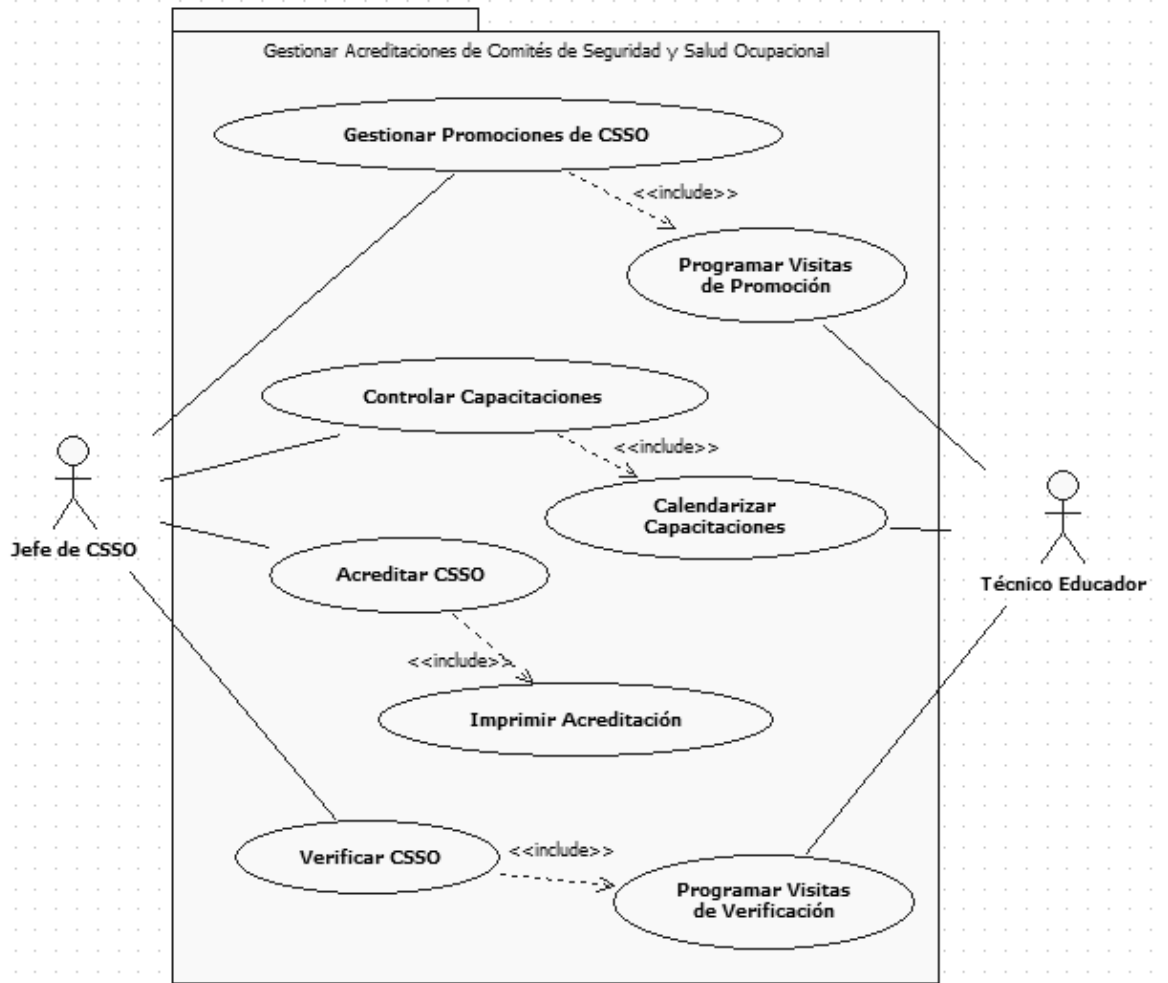 Gestionar Acreditaciones de Comités de Seguridad y Salud Ocupacional
Gestionar Promociones de CSSO
<<include>>
Programar Visitas
de Promoción
Controlar Capacitaciones
<<include>>
Calendarizar
Capacitaciones
Jefe de CSSO
Técnico Educador
Acreditar CSSO
<<include>>
Imprimir Acreditación
Verificar CSSO
<<include>>
Programar Visitas
de Verificación